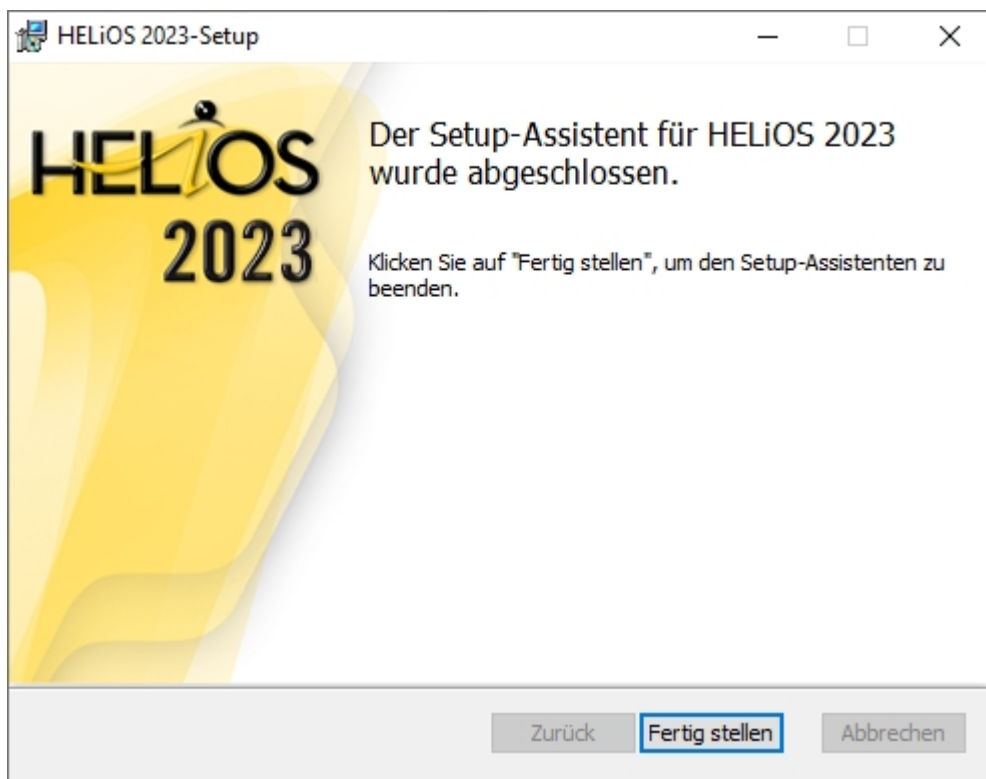 HELiOS 2023-Setup
HELiOS
2023
Der Setup-Assistent für HELiOS 2023
wurde abgeschlossen.
Klicken Sie auf "Fertig stellen", um den Setup-Assistenten zu
beenden.
Zurück
Fertig stellen
Abbrechen